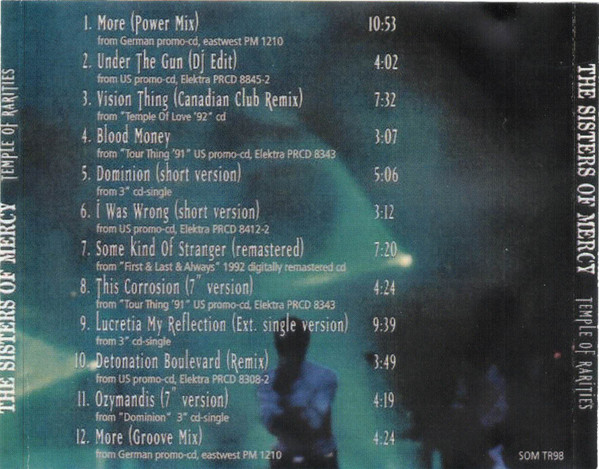 THE SISTERS OF MERCY TEMPLE OF RARITIES
1. More (Power Mix) 10:53
from German promo-cd, eastwest PM 1210
2. Under The Gun (DJ Edit) 4:02
from US promo-cd, Elektra PRCD 8845-2
3. Vision Thing (Canadian Club Remix) 7:32
from "Temple Of Love '92" cd
4. Blood Money 3:07
from "Tour Thing '91" US promo-cd, Elektra PRCD 8343
5. Dominion (short version) 5:06
from 3" cd-single
6. I Was Wrong (short version) 3:12
from US promo-cd, Elektra PRCD 8412-2
7. Some Kind Of Stranger (remastered) 7:20
from "First & Last & Always" 1992 digitally remastered cd
8. This Corrosion (7" version) 4:24
from "Tour Thing '91" US promo-cd, Elektra PRCD 8343
9. Lucretia My Reflection (Ext. single version) 9:39
from 3" cd-single
10. Detonation Boulevard (Remix) 3:49
from US promo-cd, Elektra PRCD 8308-2
11. Ozymandis (7" version) 4:19
from "Dominion" 3" cd-single
12. More (Groove Mix) 4:24
from German promo-cd, eastwest PM 1210
SOM TR98
THE SISTERS OF MERCY TEMPLE OF RARITIES